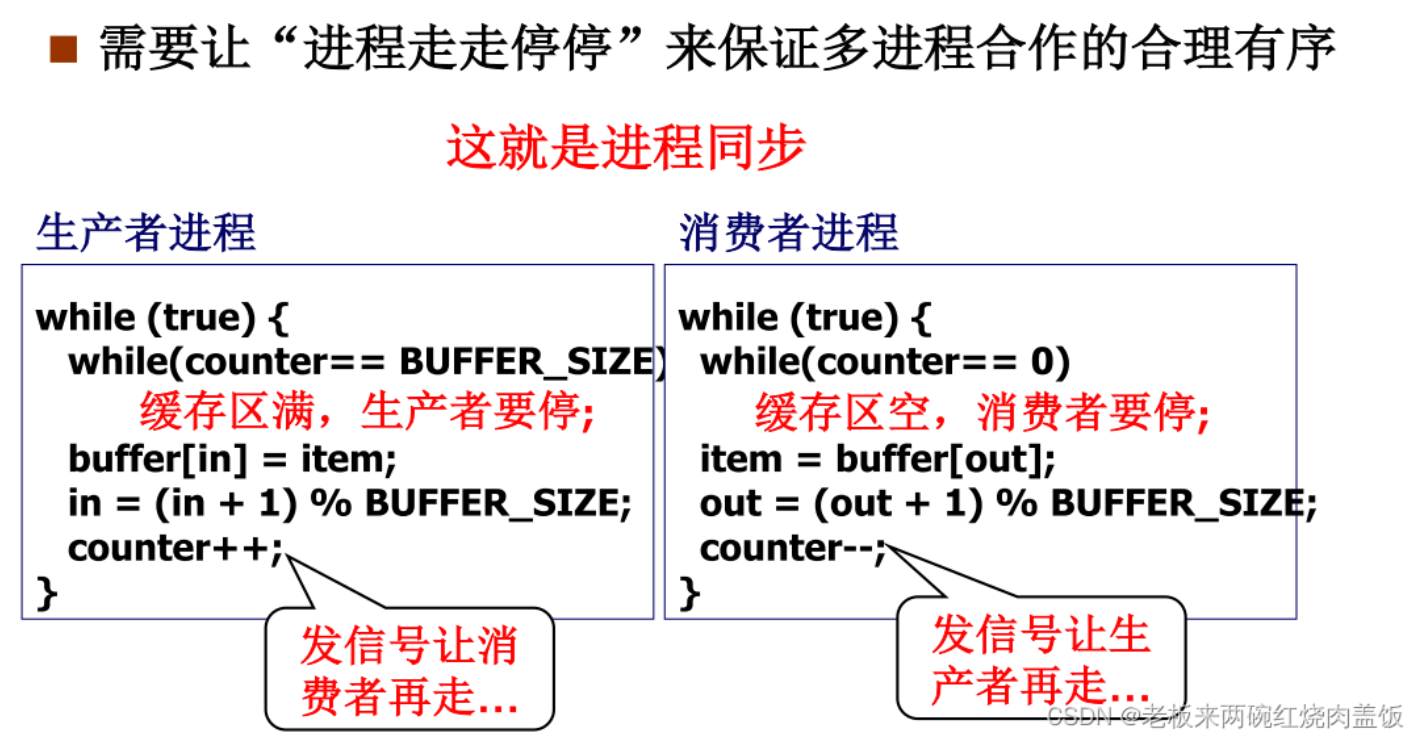 需要让“进程走走停停”来保证多进程合作的合理有序
这就是进程同步
生产者进程
while (true) {
while(counter== BUFFER_SIZE)
缓存区满，生产者要停;
buffer[in] = item;
in = (in + 1) % BUFFER_SIZE;
counter++;
}
发信号让消
费者再走...
消费者进程
while (true) {
while(counter== 0)
缓存区空，消费者要停;
item = buffer[out];
out = (out + 1) % BUFFER_SIZE;
counter--;
}
发信号让生
产者再走...
CSDN @老板来两碗红烧肉盖饭